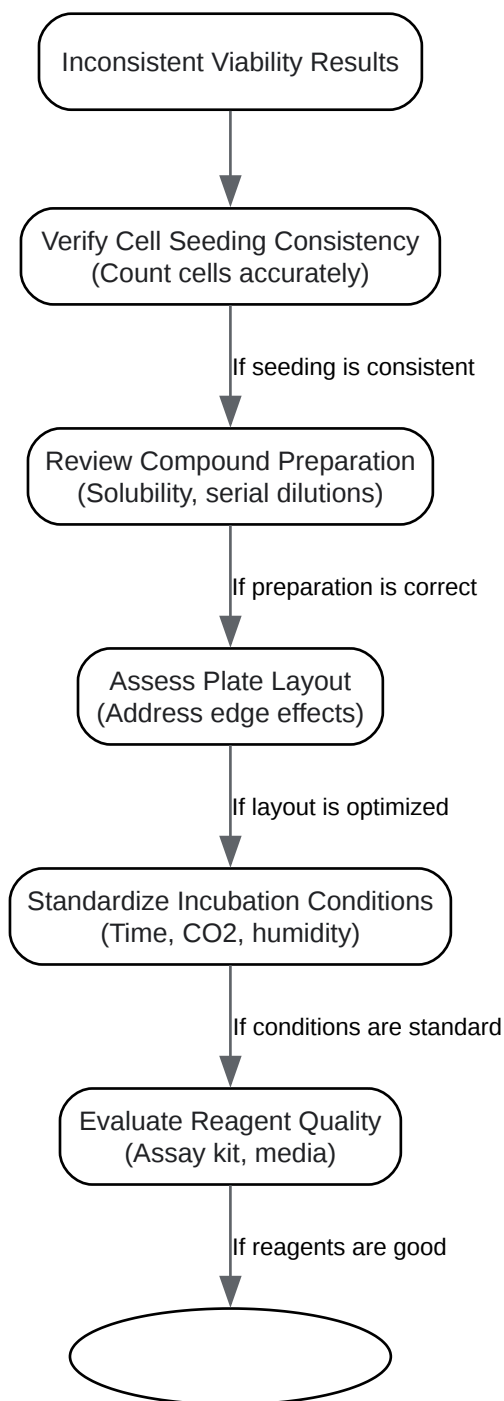 Inconsistent Viability Results
Verify Cell Seeding Consistency
(Count cells accurately)
If seeding is consistent
Review Compound Preparation
(Solubility, serial dilutions)
If preparation is correct
Assess Plate Layout
(Address edge effects)
If layout is optimized
Standardize Incubation Conditions
(Time, CO2, humidity)
If conditions are standard
Evaluate Reagent Quality
(Assay kit, media)
If reagents are good